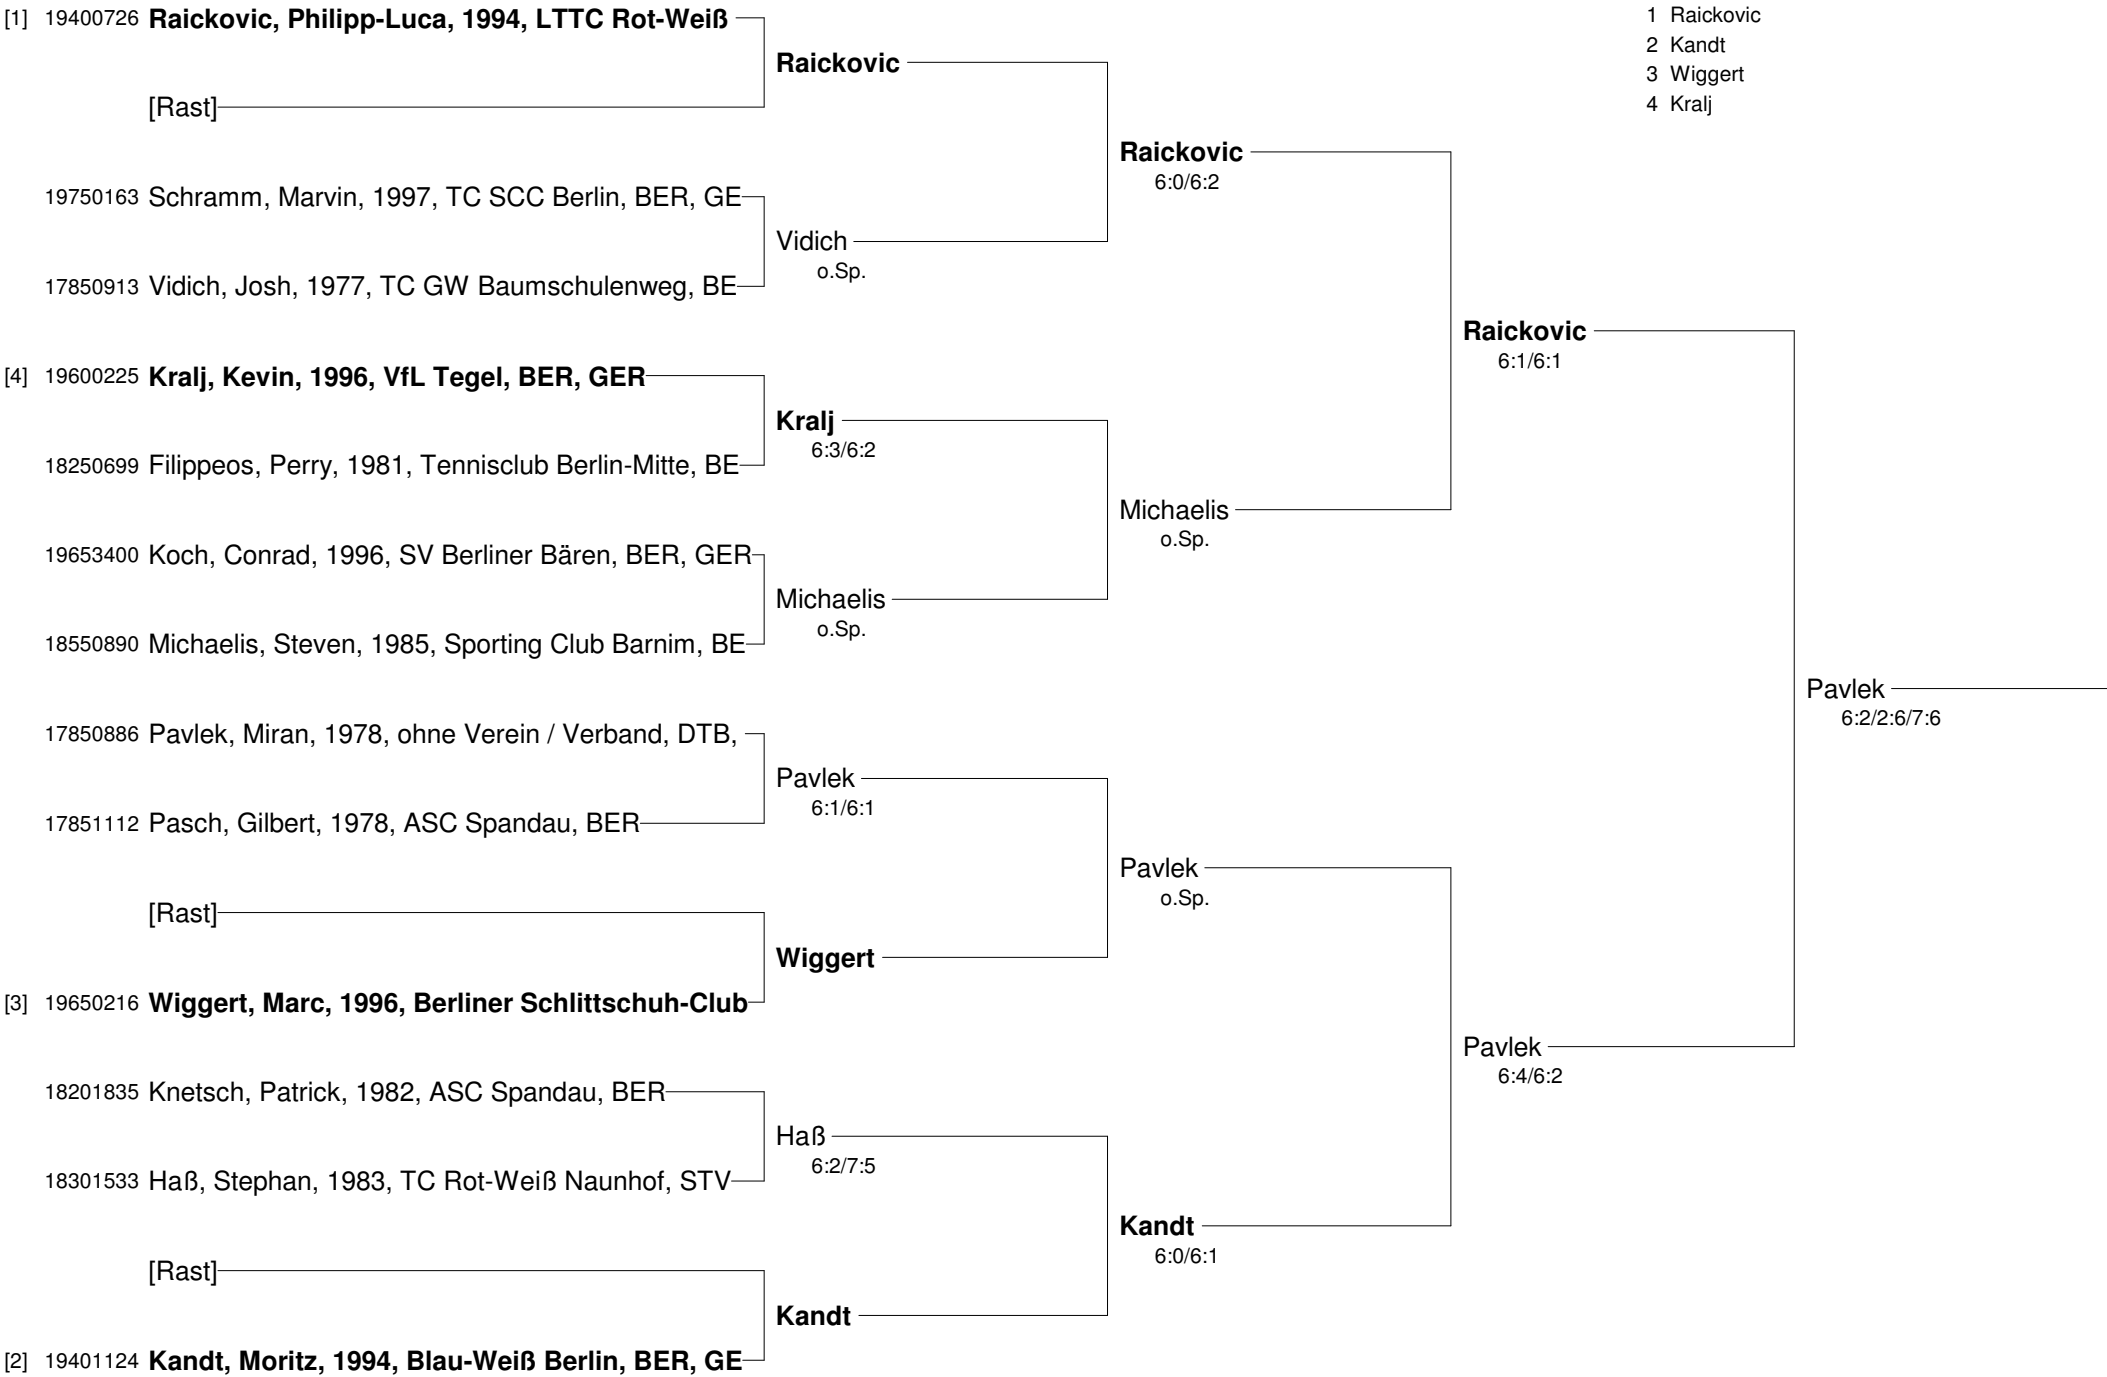 [1] 19400726 Raickovic, Philipp-Luca, 1994, LTTC Rot-Weiß
[Rast]
19750163 Schramm, Marvin, 1997, TC SCC Berlin, BER, GE
17850913 Vidich, Josh, 1977, TC GW Baumschulenweg, BE
[4] 19600225 Kralj, Kevin, 1996, VfL Tegel, BER, GER
18250699 Filippeos, Perry, 1981, Tennisclub Berlin-Mitte, BE
19653400 Koch, Conrad, 1996, SV Berliner Bären, BER, GER
18550890 Michaelis, Steven, 1985, Sporting Club Barnim, BE
17850886 Pavlek, Miran, 1978, ohne Verein / Verband, DTB,
17851112 Pasch, Gilbert, 1978, ASC Spandau, BER
[Rast]
[3] 19650216 Wiggert, Marc, 1996, Berliner Schlittschuh-Club
18201835 Knetsch, Patrick, 1982, ASC Spandau, BER
18301533 Haß, Stephan, 1983, TC Rot-Weiß Naunhof, STV
[Rast]
[2] 19401124 Kandt, Moritz, 1994, Blau-Weiß Berlin, BER, GE
Raickovic
Vidich
o.Sp.
Kralj
6:3/6:2
Michaelis
o.Sp.
Pavlek
6:1/6:1
Wiggert
Haß
6:2/7:5
Kandt
Raickovic
6:0/6:2
Michaelis
o.Sp.
Pavlek
o.Sp.
Kandt
6:0/6:1
Raickovic
6:1/6:1
Pavlek
6:4/6:2
Pavlek
6:2/2:6/7:6
1 Raickovic
2 Kandt
3 Wiggert
4 Kralj